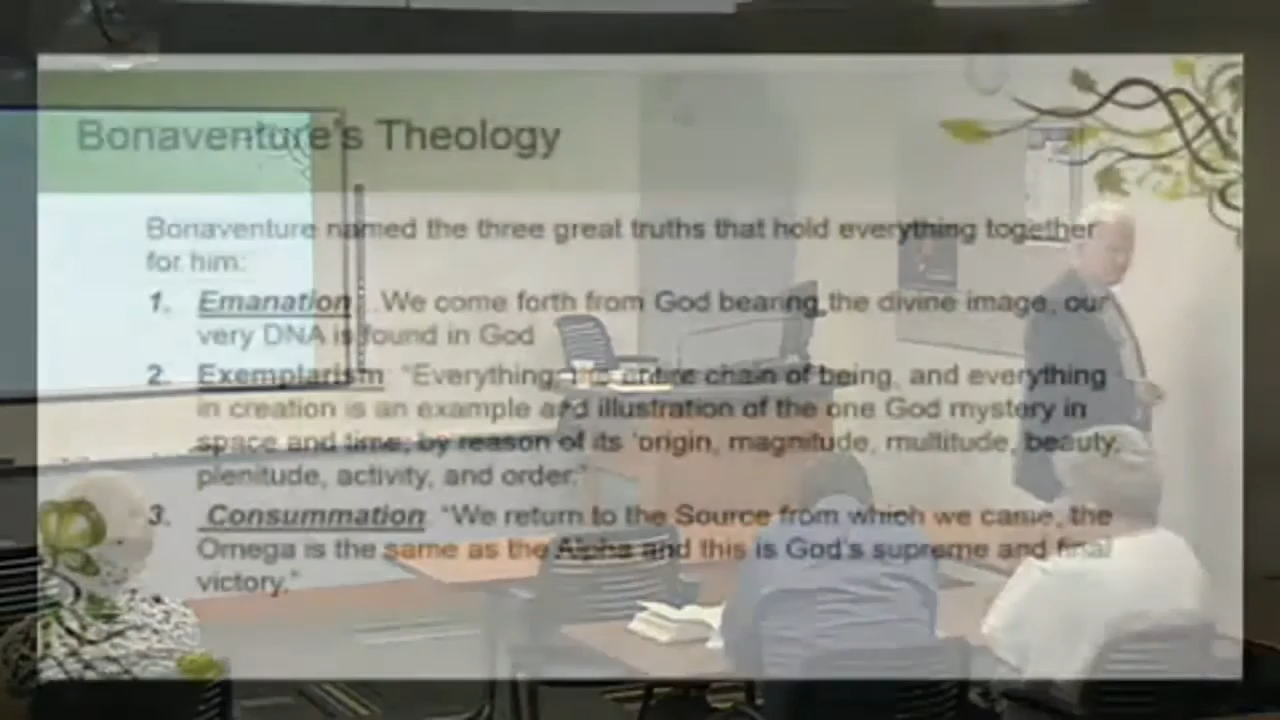 Bonaventure's Theology
Bonaventure named the three great truths that hold everything together
for him:
1. Emanation: We come forth from God bearing the divine image, our
very DNA is found in God
2. Exemplarism: "Everything, the entire chain of being, and everything
in creation is an example and illustration of the one God mystery in
space and time, by reason of its 'origin, magnitude, multitude, beauty,
plenitude, activity, and order."
3. Consummation: "We return to the Source from which we came, the
Omega is the same as the Alpha and this is God's supreme and final
victory."